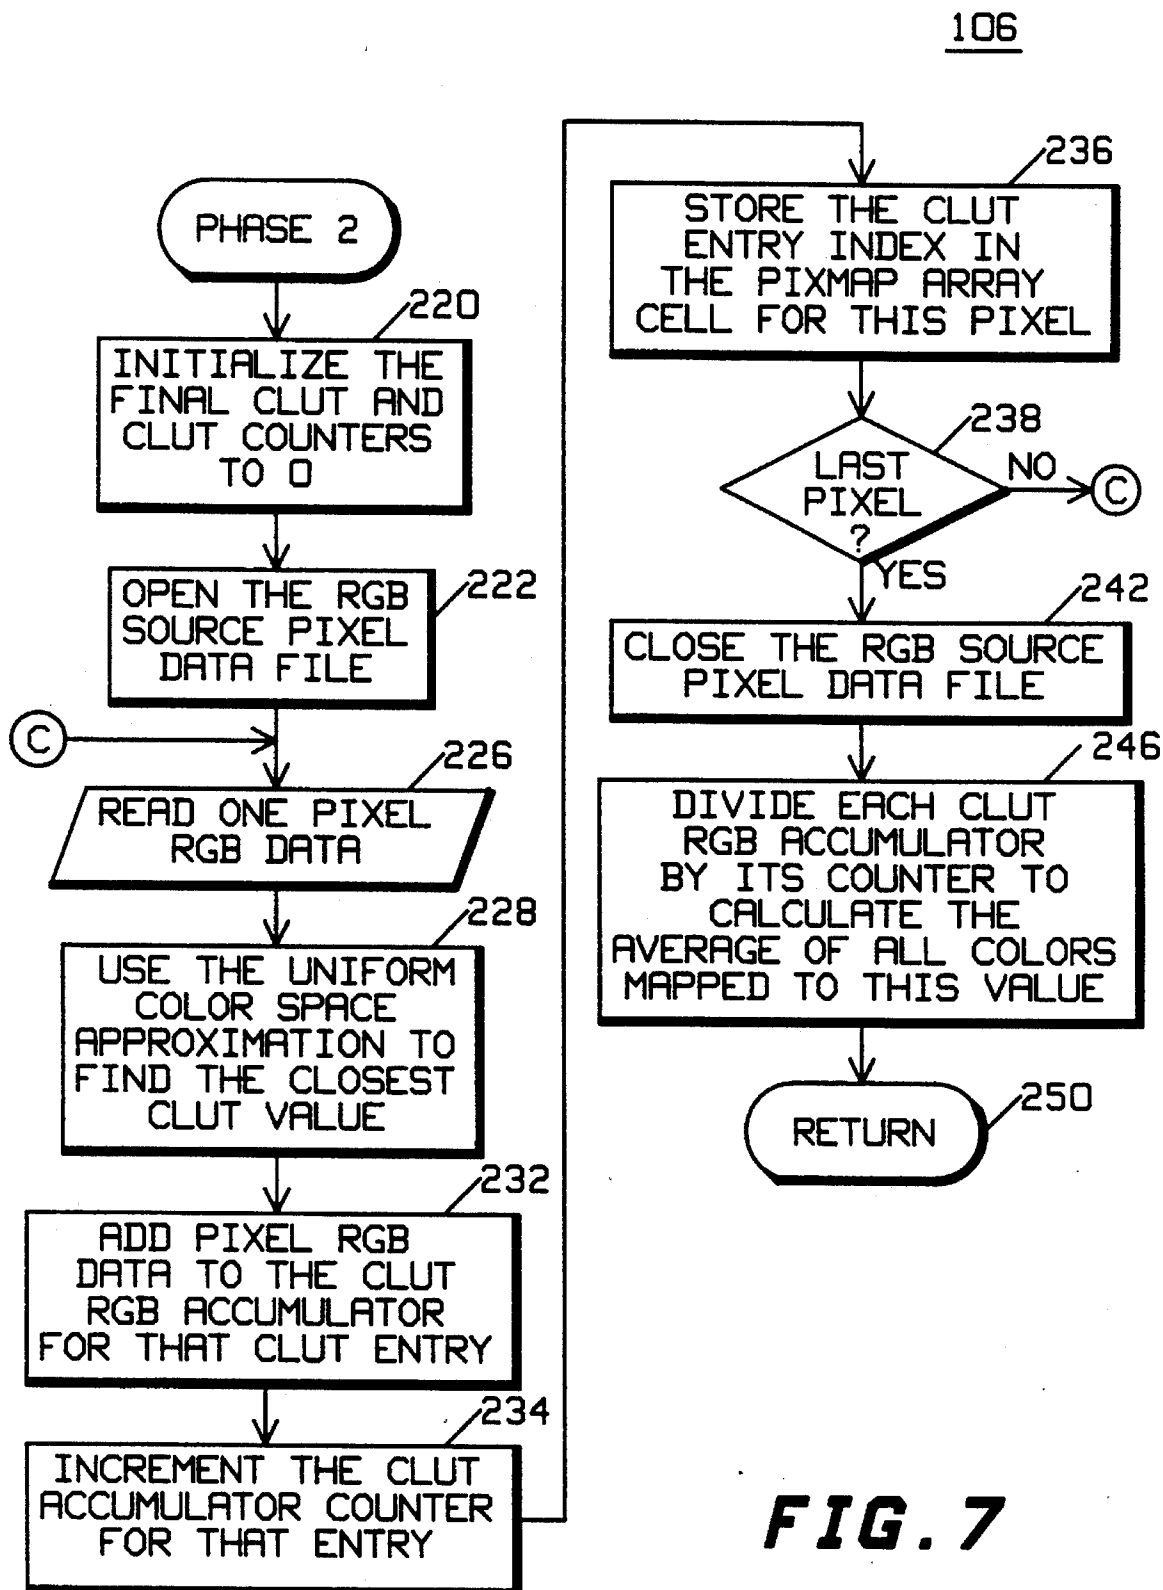 106
PHASE 2
220
INITIALIZE THE
FINAL CLUT AND
CLUT COUNTERS
TO 0
222
OPEN THE RGB
SOURCE PIXEL
DATA FILE
C
226
READ ONE PIXEL
RGB DATA
228
USE THE UNIFORM
COLOR SPACE
APPROXIMATION TO
FIND THE CLOSEST
CLUT VALUE
232
ADD PIXEL RGB
DATA TO THE CLUT
RGB ACCUMULATOR
FOR THAT CLUT ENTRY
234
INCREMENT THE CLUT
ACCUMULATOR COUNTER
FOR THAT ENTRY
236
STORE THE CLUT
ENTRY INDEX IN
THE PIXMAP ARRAY
CELL FOR THIS PIXEL
238
LAST
PIXEL
?
NO
C
YES
242
CLOSE THE RGB SOURCE
PIXEL DATA FILE
246
DIVIDE EACH CLUT
RGB ACCUMULATOR
BY ITS COUNTER TO
CALCULATE THE
AVERAGE OF ALL COLORS
MAPPED TO THIS VALUE
250
RETURN
FIG. 7